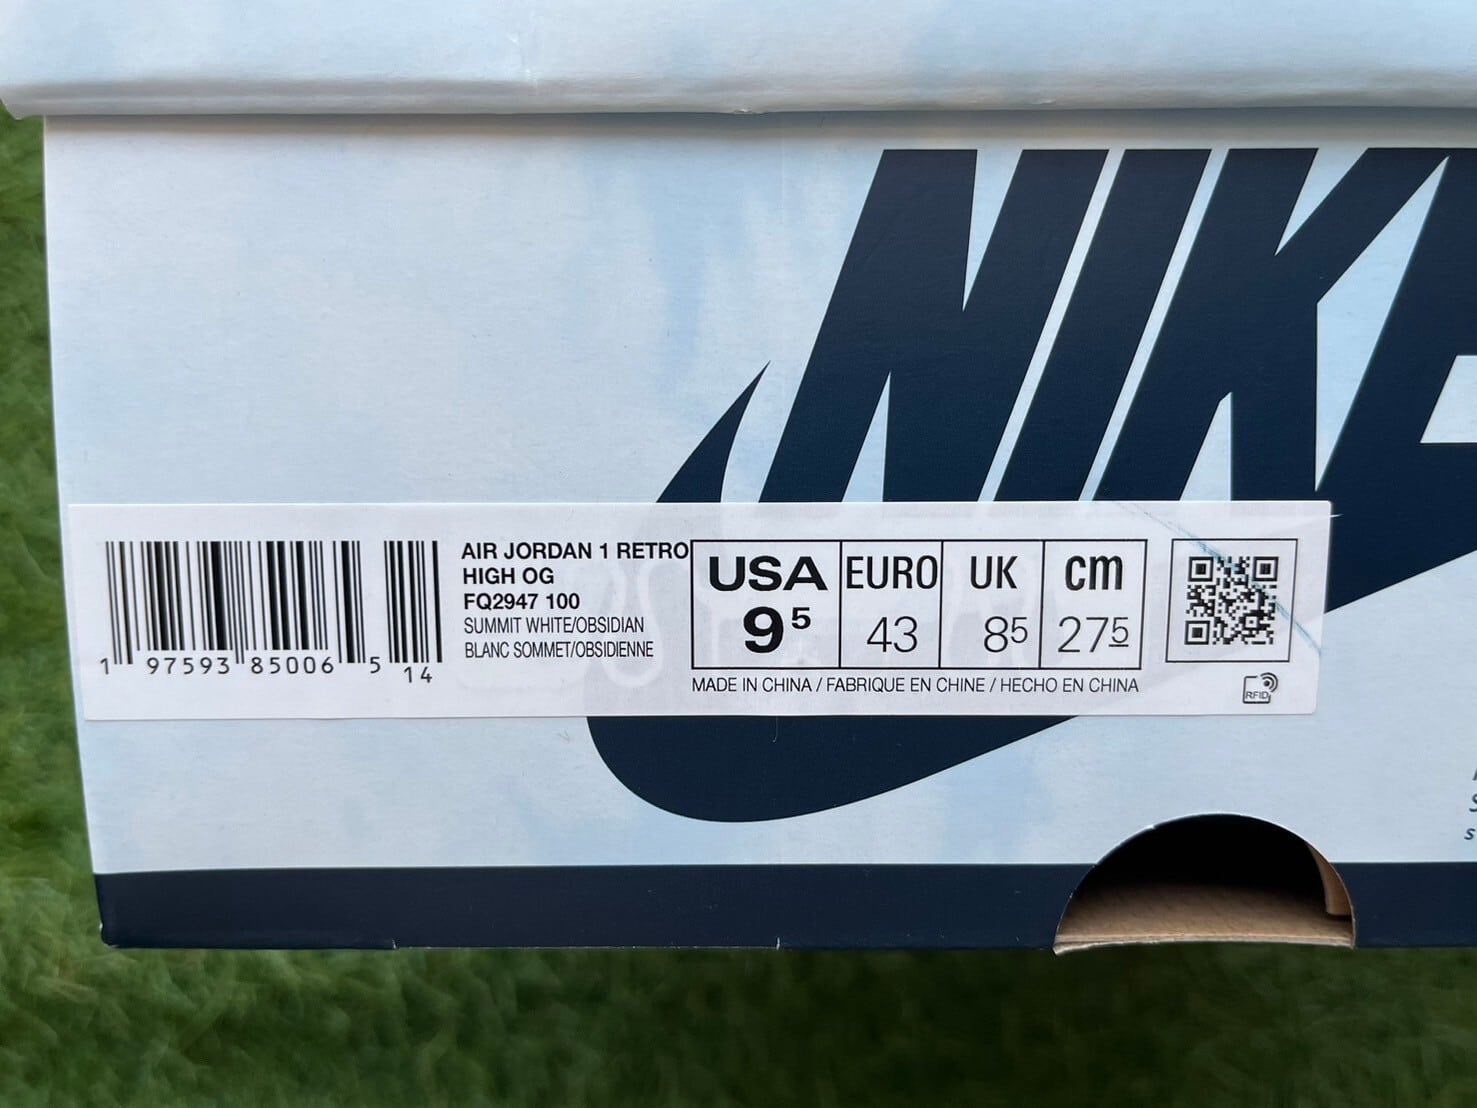 NIKE
AIR JORDAN 1 RETRO
HIGH OG
FQ2947 100
SUMMIT WHITE/OBSIDIAN
BLANC SOMMET/OBSIDIENNE
1 97593 85006 5 14
USA EURO UK cm
9 5 43 8 5 27 5
MADE IN CHINA / FABRIQUE EN CHINE / HECHO EN CHINA
RFID